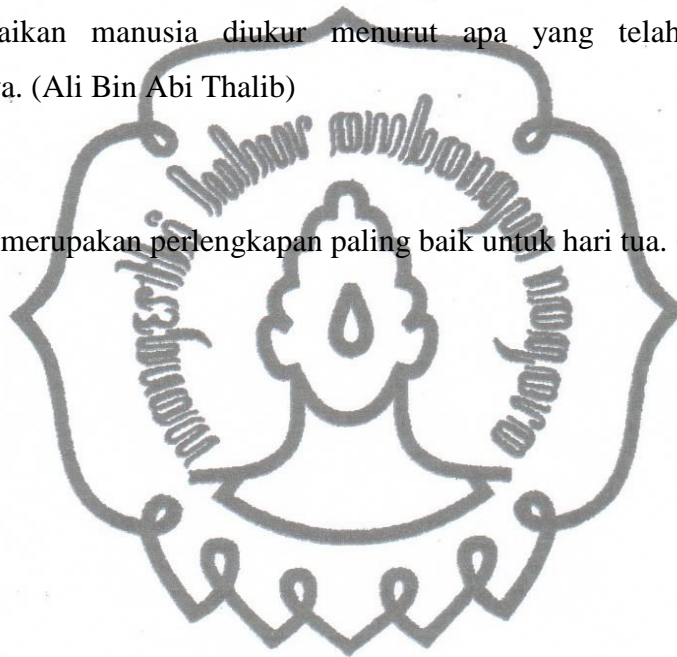 aikan manusia diukur menurut apa yang telah
a. (Ali Bin Abi Thalib)
merupakan perlengkapan paling baik untuk hari tua.